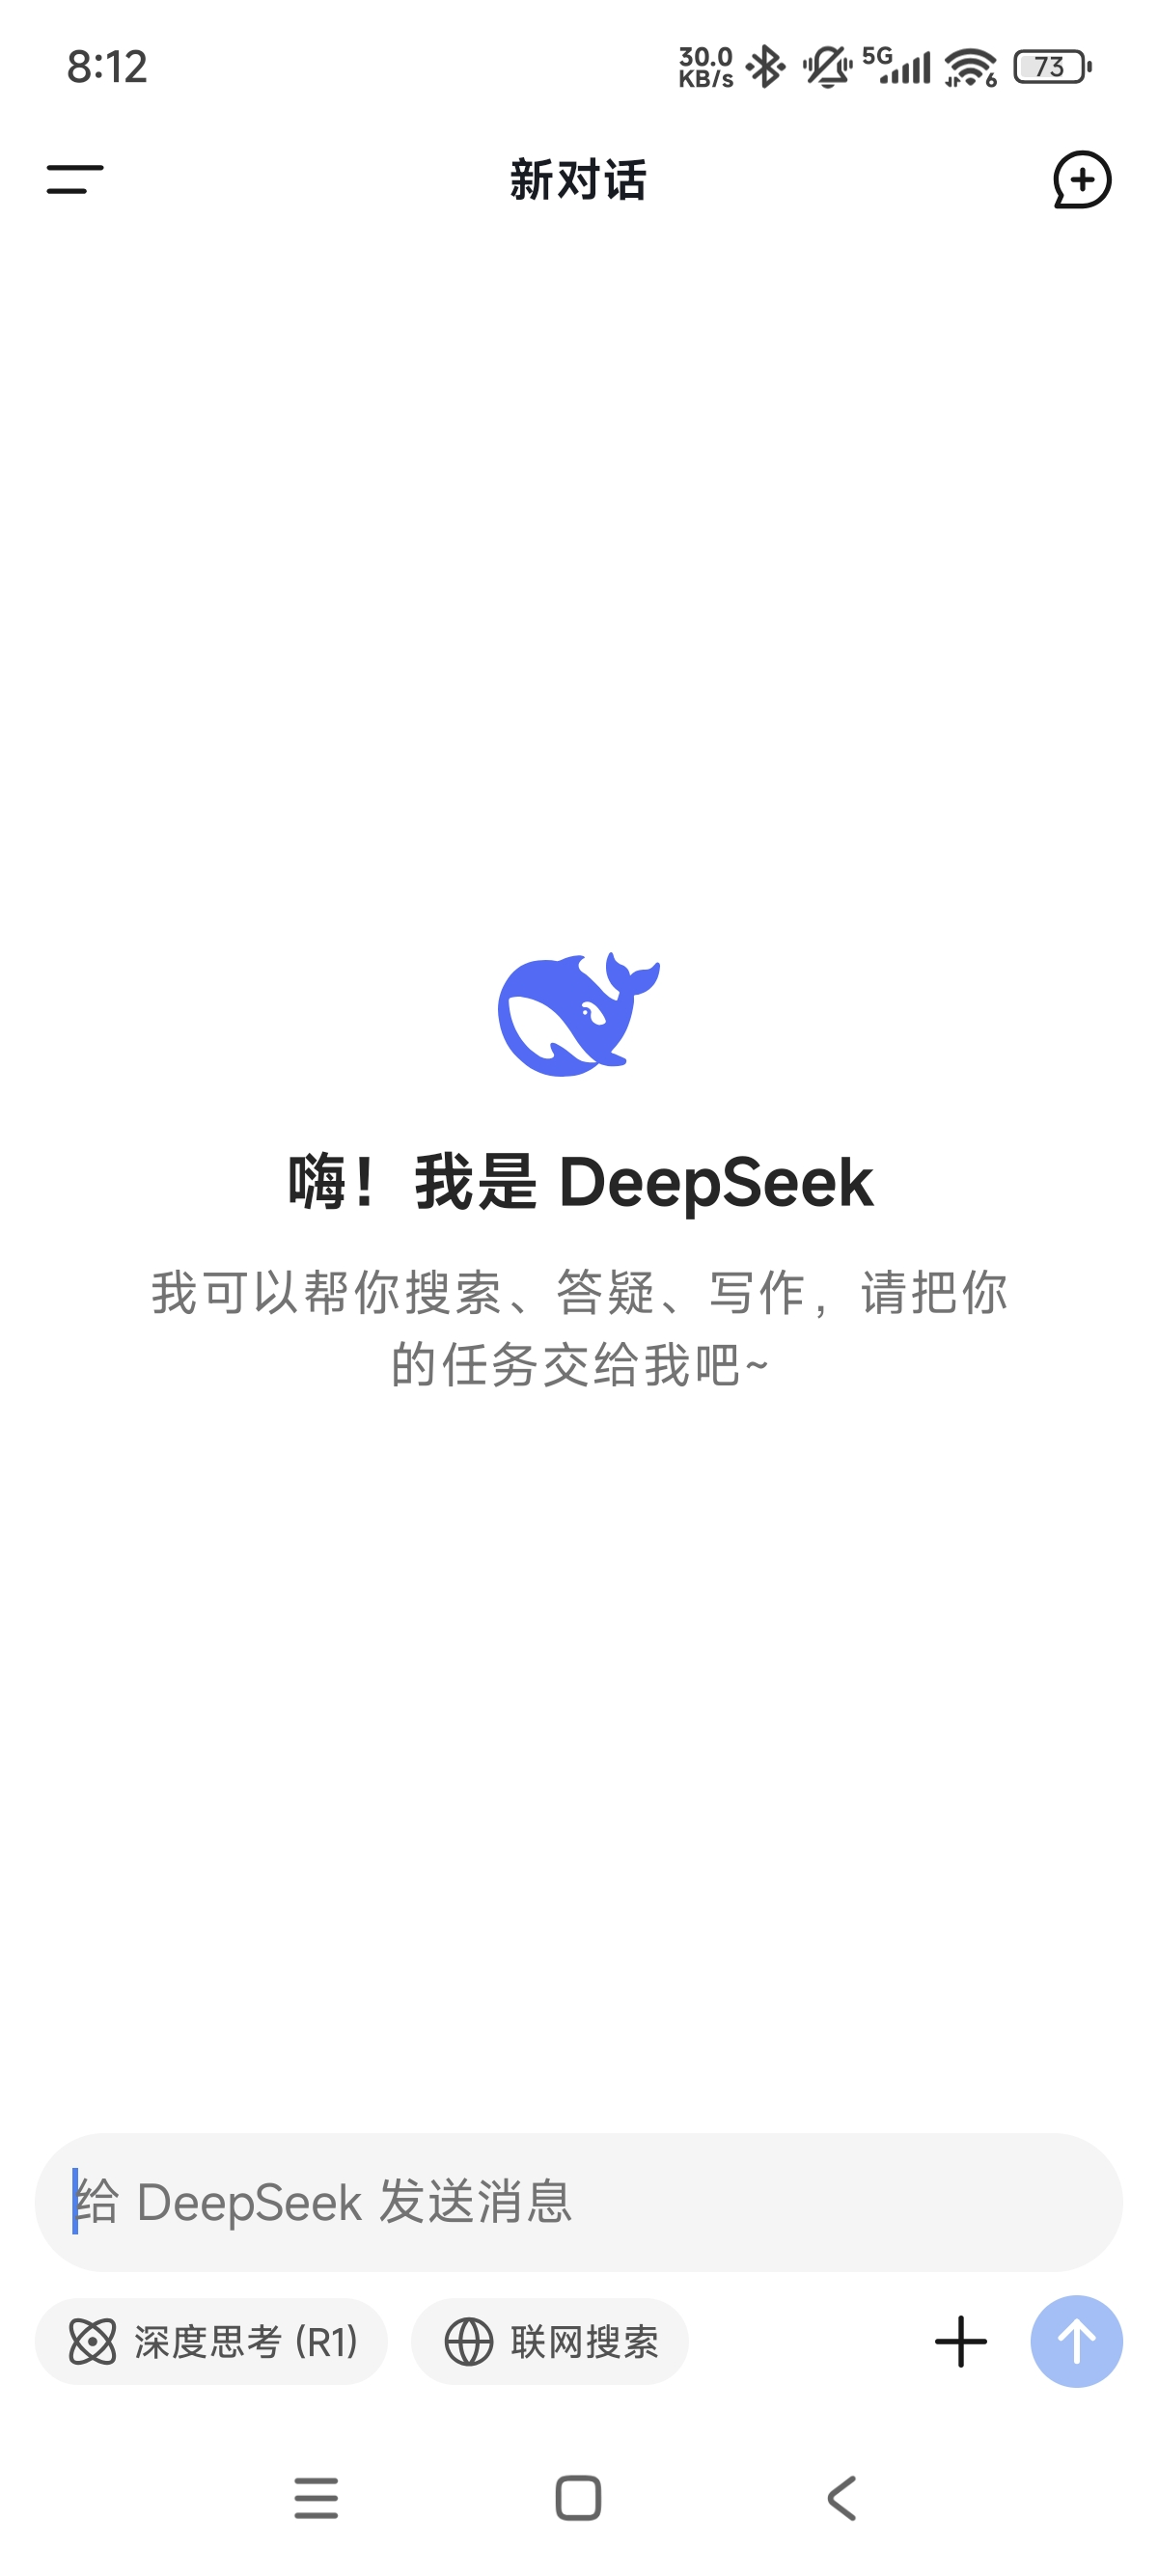 8:12
30.0
KB/s
5G
6
73
新对话
嗨！我是 DeepSeek
我可以帮你搜索、答疑、写作，请把你
的任务交给我吧~
给 DeepSeek 发送消息
深度思考 (R1)
联网搜索